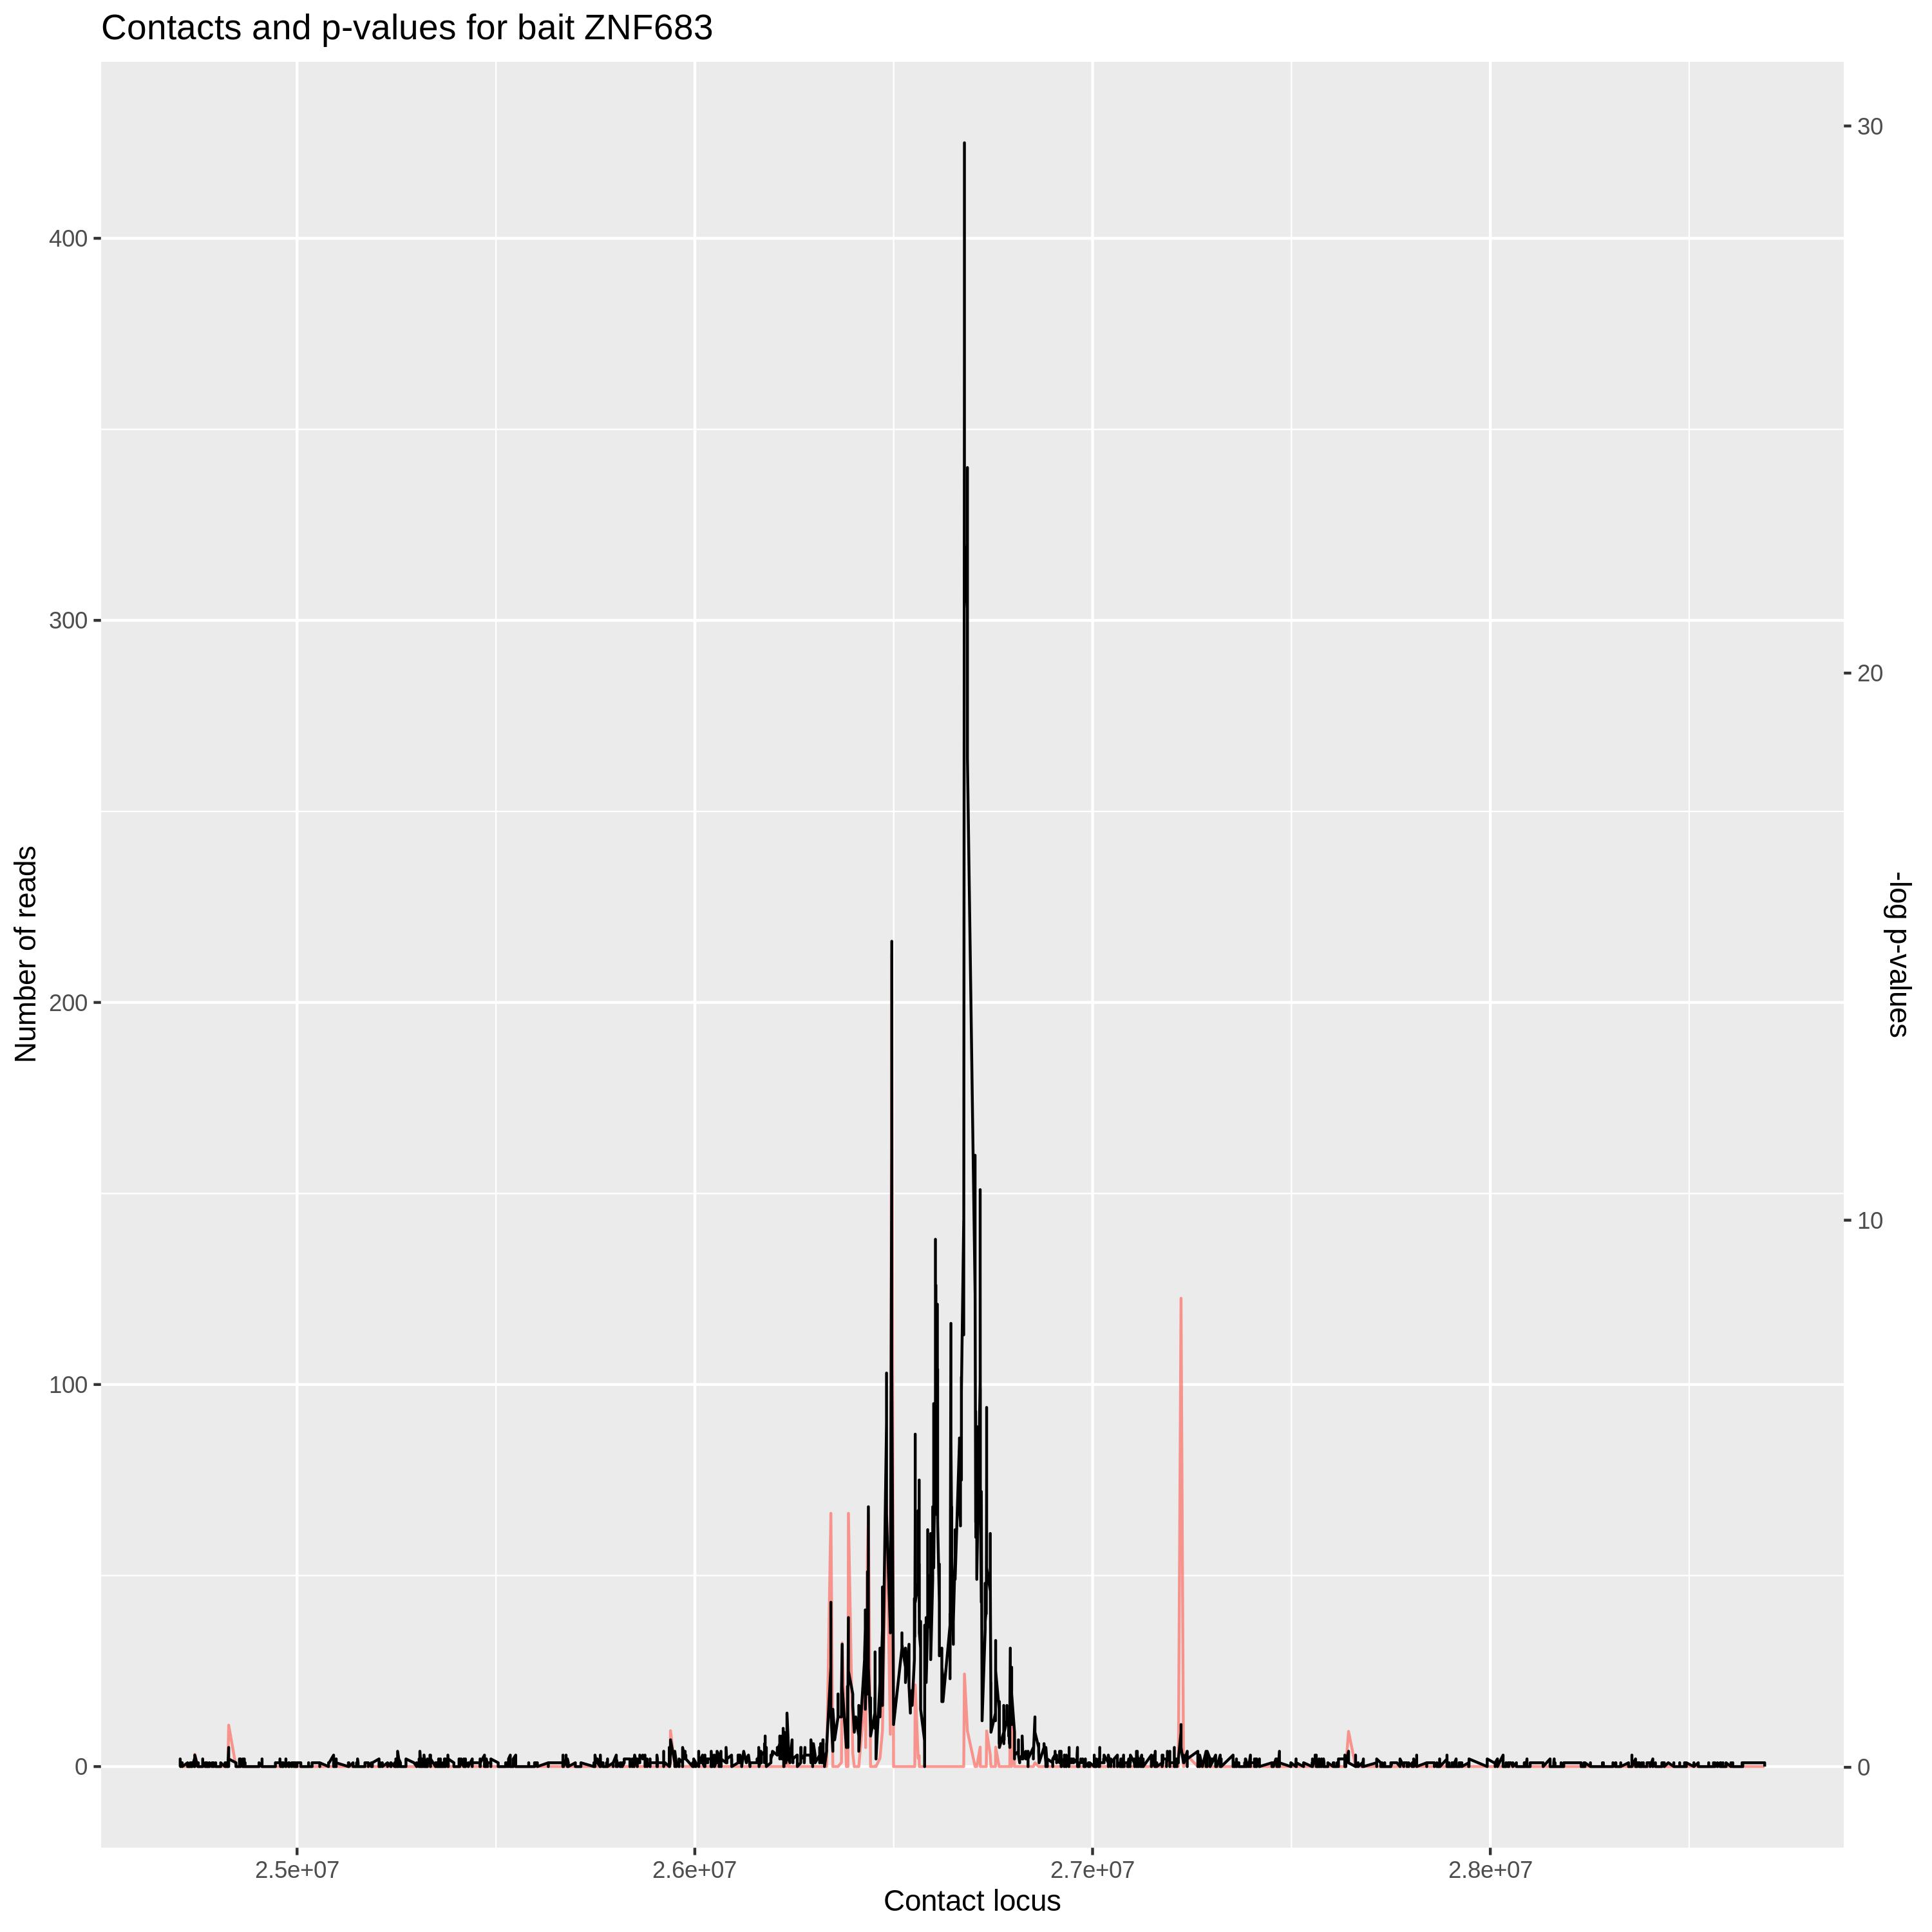 Contacts and p-values for bait ZNF683
Number of reads
400
300
200
100
0
30
20
10
0
-log p-values
2.5e+07 2.6e+07 2.7e+07 2.8e+07
Contact locus